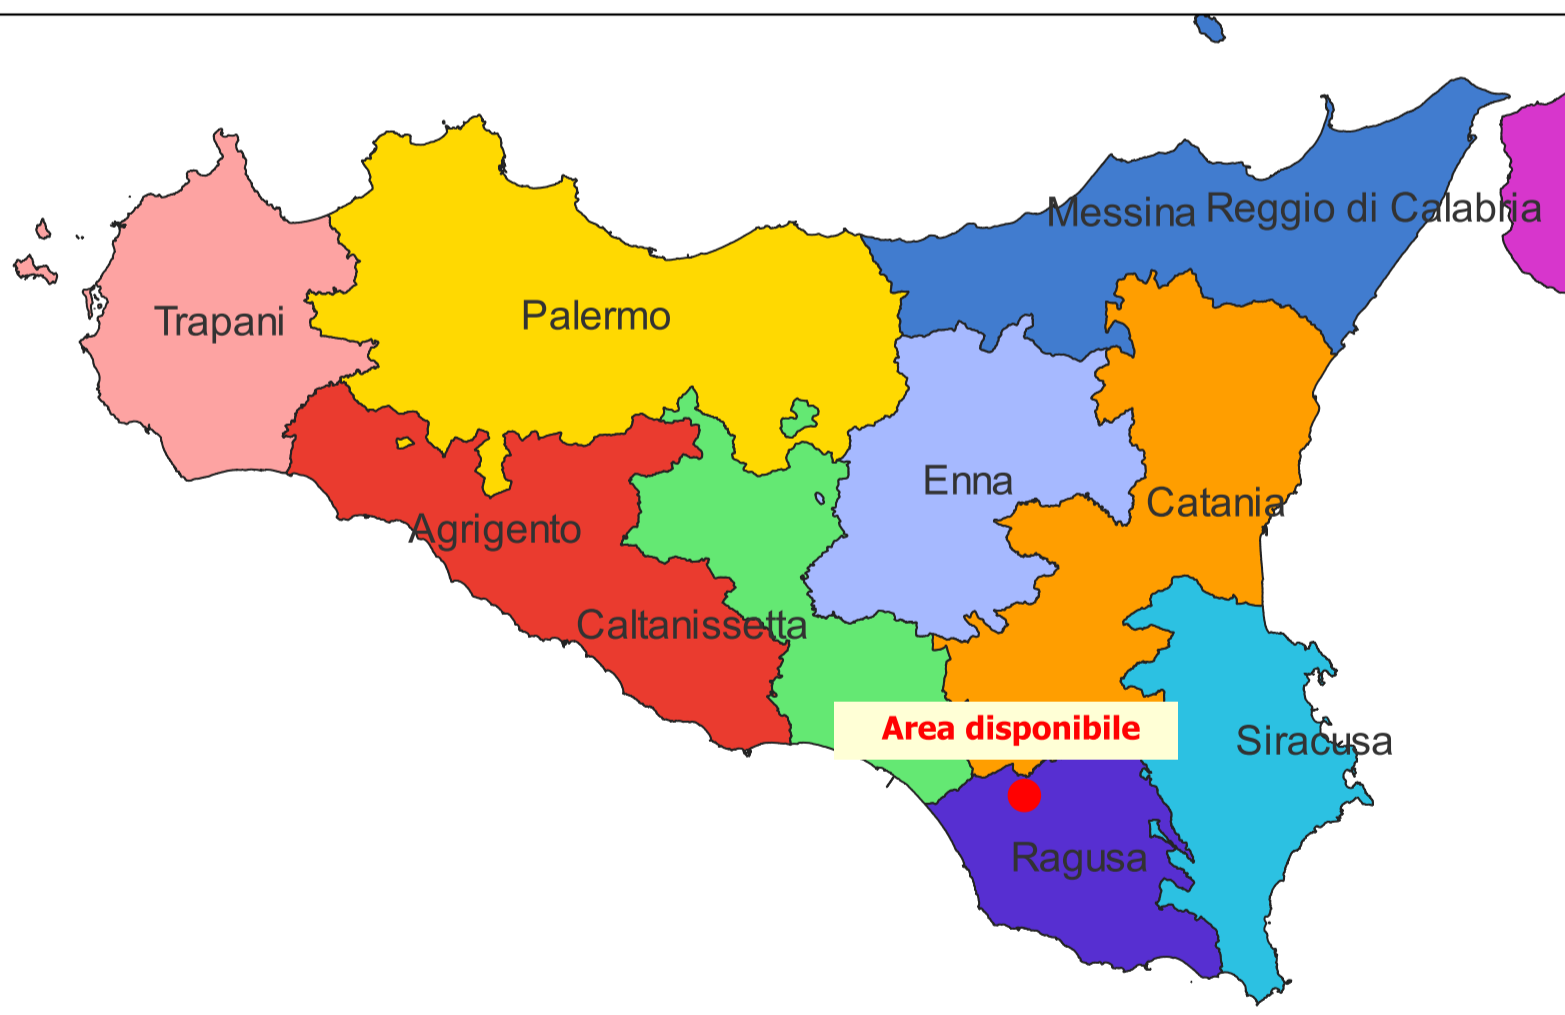 Messina
Reggio di Calabria
Trapani
Palermo
Enna
Catania
Agrigento
Caltanissetta
Area disponibile
Siracusa
Ragusa